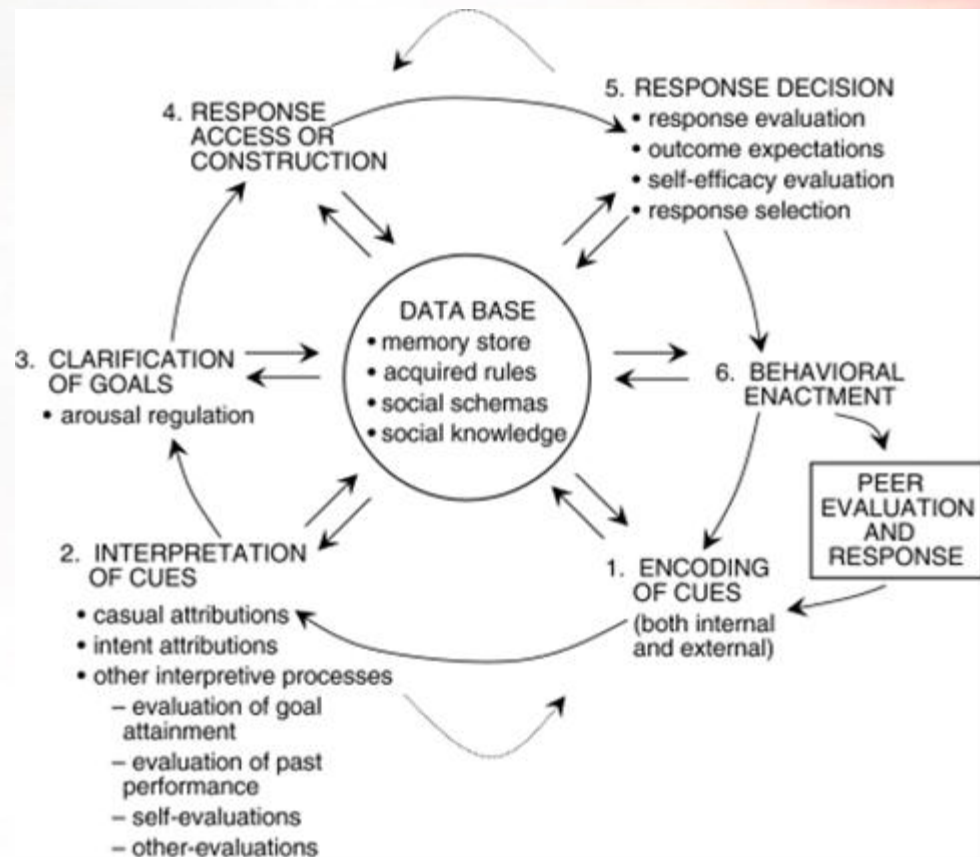 4. RESPONSE
ACCESS OR
CONSTRUCTION
5. RESPONSE DECISION
• response evaluation
• outcome expectations
• self-efficacy evaluation
• response selection
DATA BASE
• memory store
• acquired rules
• social schemas
• social knowledge
3. CLARIFICATION
OF GOALS
• arousal regulation
6. BEHAVIORAL
ENACTMENT
PEER
EVALUATION
AND
RESPONSE
2. INTERPRETATION
OF CUES
• casual attributions
• intent attributions
• other interpretive processes
– evaluation of goal
attainment
– evaluation of past
performance
– self-evaluations
– other-evaluations
1. ENCODING
OF CUES
(both internal
and external)